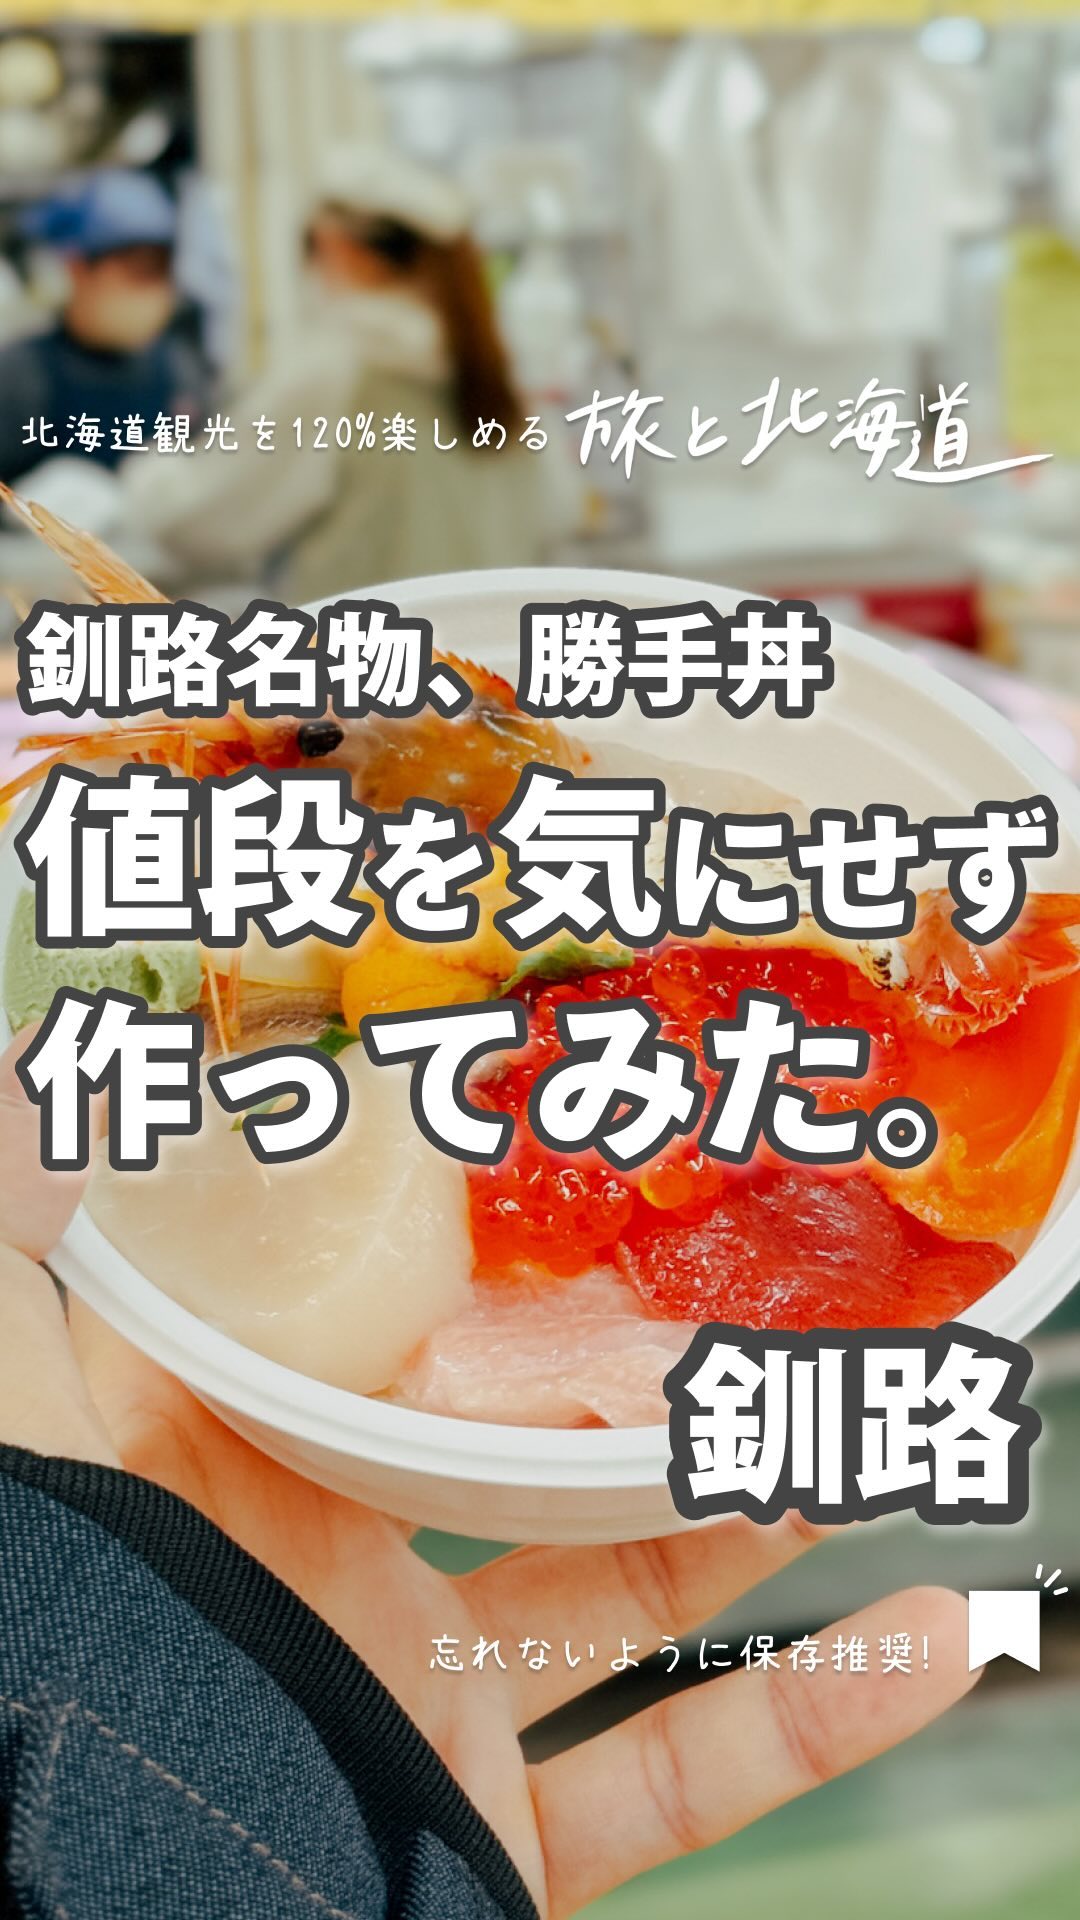 北海道観光を120%楽しめる 旅と北海道
釧路名物、勝手丼
値段を気にせず
作ってみた。
釧路
忘れないように保存推奨!